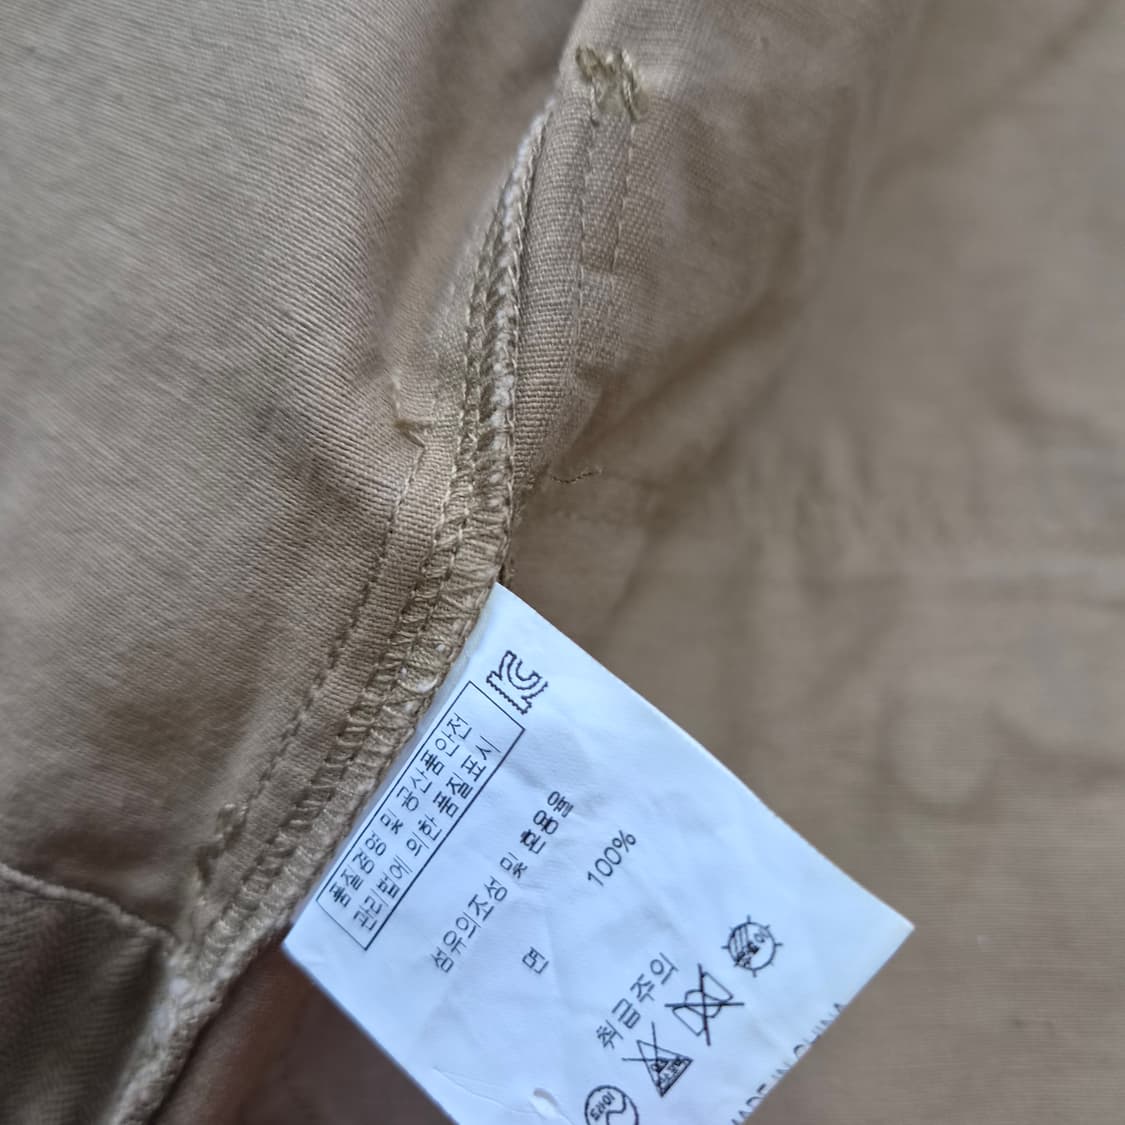 품질경영 및 공산품안전
관리법에 의한 품질표시
섬유의조성 및 혼용율
면 100%
취급주의
MADE IN CHINA